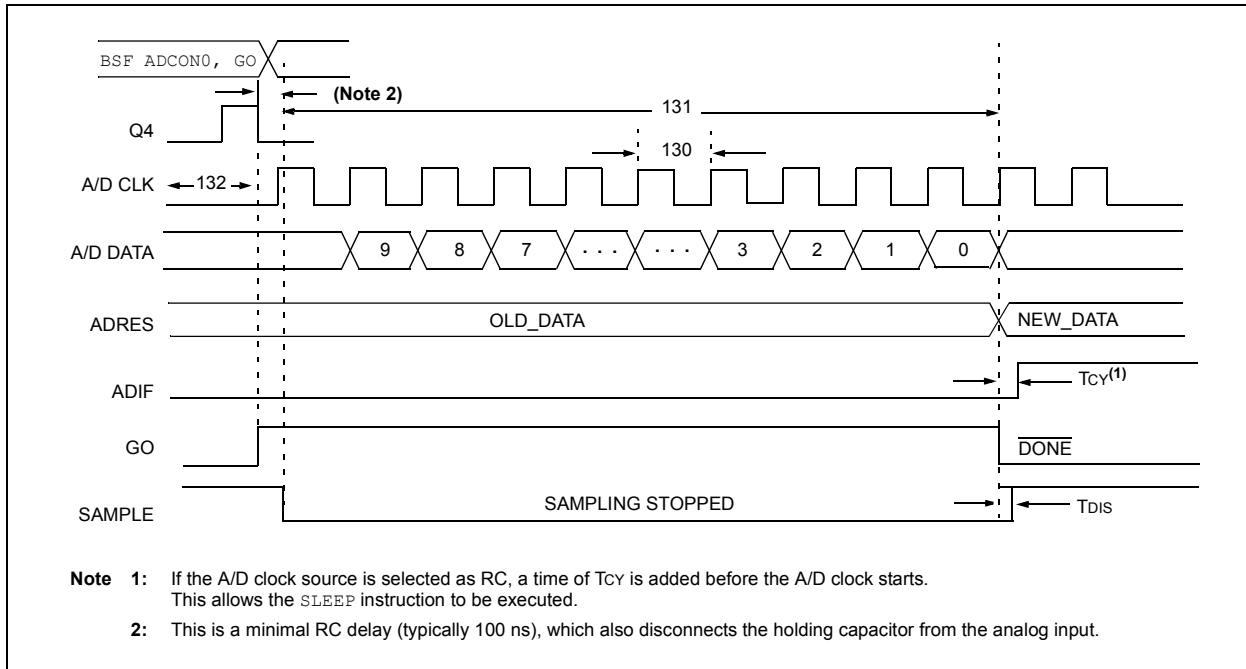 BSF ADCON0, GO
(Note 2)
131
Q4
130
A/D CLK
132
A/D DATA
9 8 7 . . . . . . 3 2 1 0
ADRES
OLD_DATA
NEW_DATA
ADIF
TCY(1)
GO
DONE
SAMPLE
SAMPLING STOPPED
TDIS
Note 1: If the A/D clock source is selected as RC, a time of TCY is added before the A/D clock starts.
This allows the SLEEP instruction to be executed.
2: This is a minimal RC delay (typically 100 ns), which also disconnects the holding capacitor from the analog input.